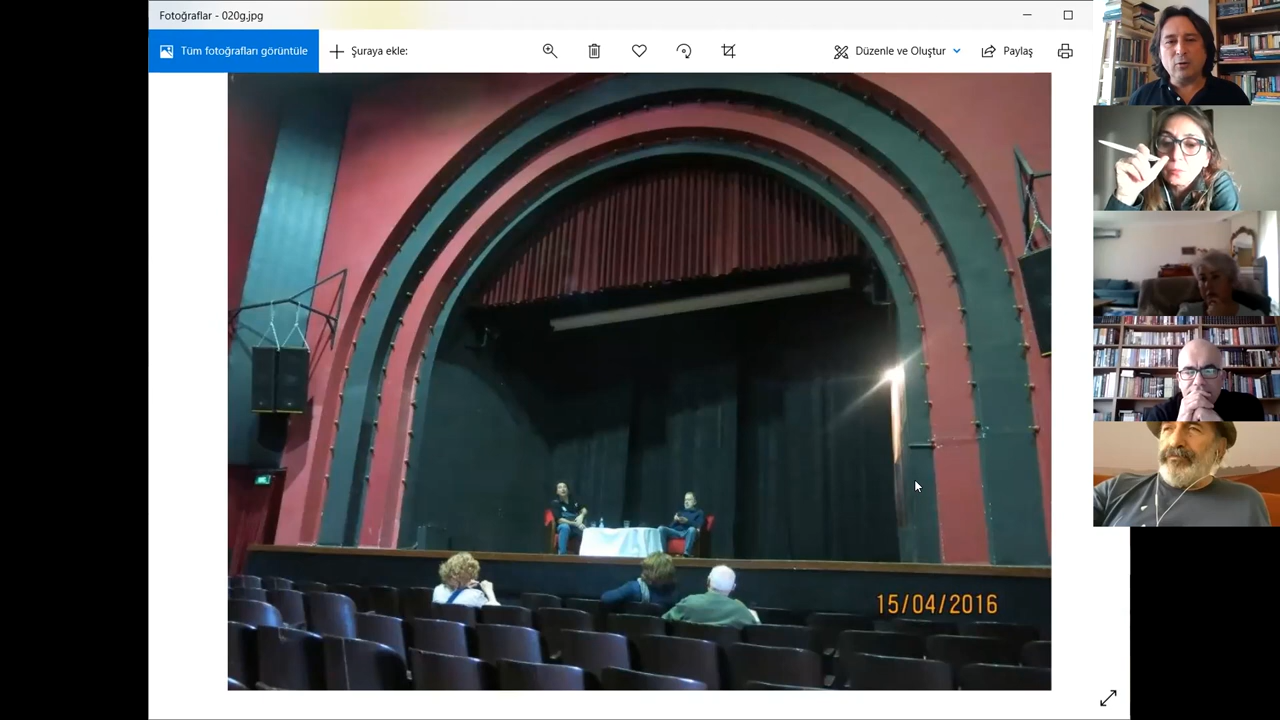 Fotoğraflar - 020g.jpg
Tüm fotoğrafları görüntüle
Şuraya ekle:
Düzenle ve Oluştur
Paylaş
15/04/2016